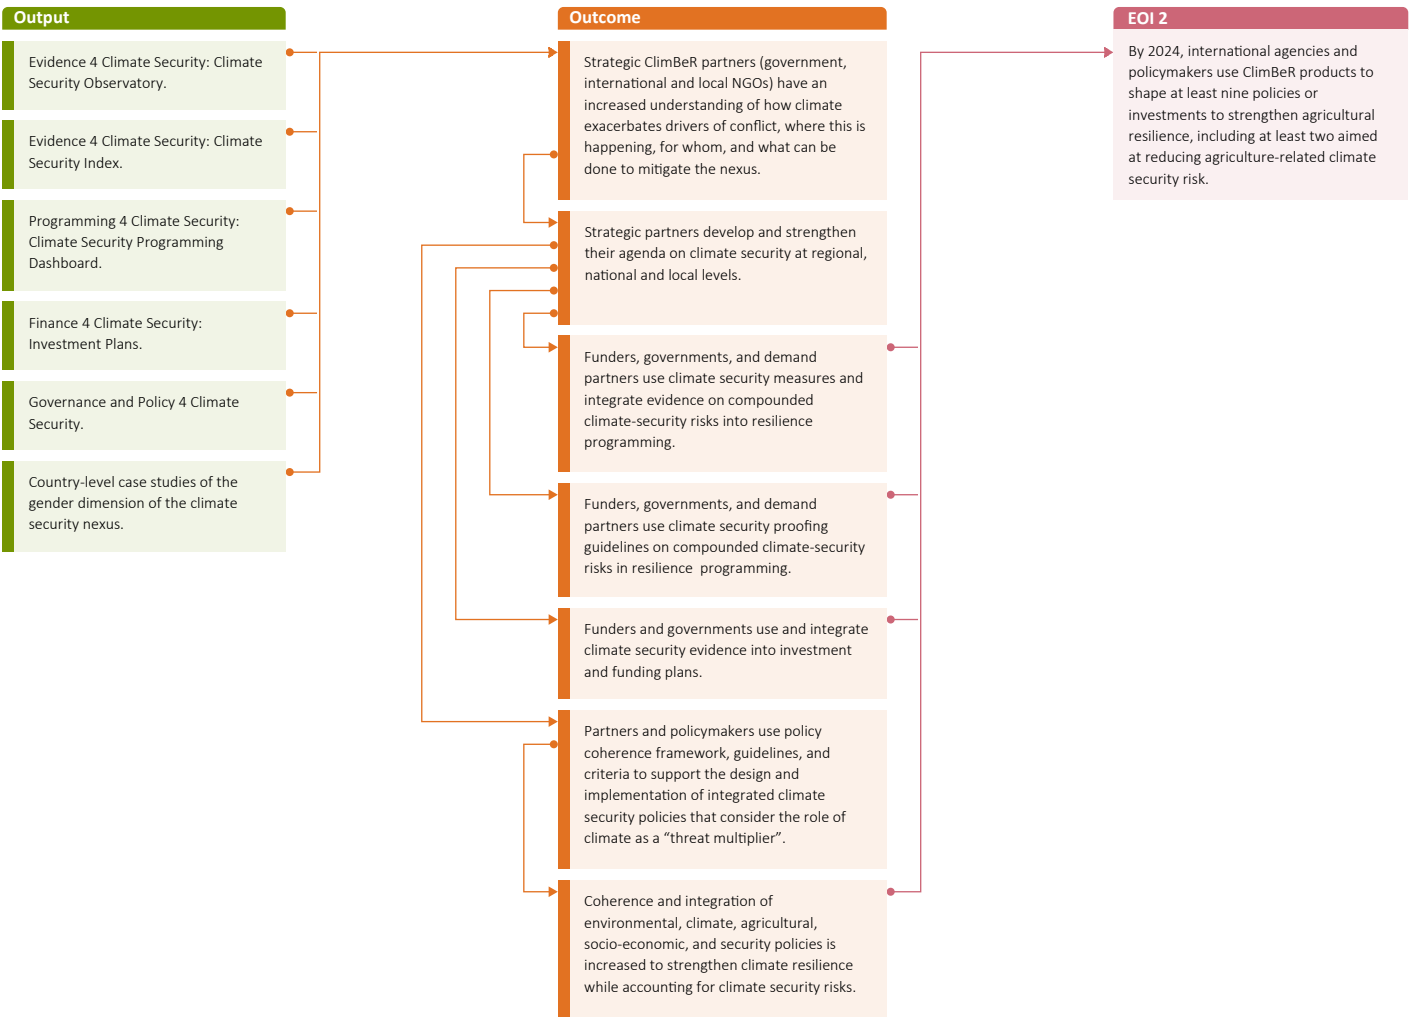 Output
Evidence 4 Climate Security: Climate
Security Observatory.
Evidence 4 Climate Security: Climate
Security Index.
Programming 4 Climate Security:
Climate Security Programming
Dashboard.
Finance 4 Climate Security:
Investment Plans.
Governance and Policy 4 Climate
Security.
Country-level case studies of the
gender dimension of the climate
security nexus.
Outcome
Strategic ClimBeR partners (government,
international and local NGOs) have an
increased understanding of how climate
exacerbates drivers of conflict, where this is
happening, for whom, and what can be
done to mitigate the nexus.
Strategic partners develop and strengthen
their agenda on climate security at regional,
national and local levels.
Funders, governments, and demand
partners use climate security measures and
integrate evidence on compounded
climate-security risks into resilience
programming.
Funders, governments, and demand
partners use climate security proofing
guidelines on compounded climate-security
risks in resilience  programming.
Funders and governments use and integrate
climate security evidence into investment
and funding plans.
Partners and policymakers use policy
coherence framework, guidelines, and
criteria to support the design and
implementation of integrated climate
security policies that consider the role of
climate as a “threat multiplier”.
Coherence and integration of
environmental, climate, agricultural,
socio-economic, and security policies is
increased to strengthen climate resilience
while accounting for climate security risks.
EOI 2
By 2024, international agencies and
policymakers use ClimBeR products to
shape at least nine policies or
investments to strengthen agricultural
resilience, including at least two aimed
at reducing agriculture-related climate
security risk.